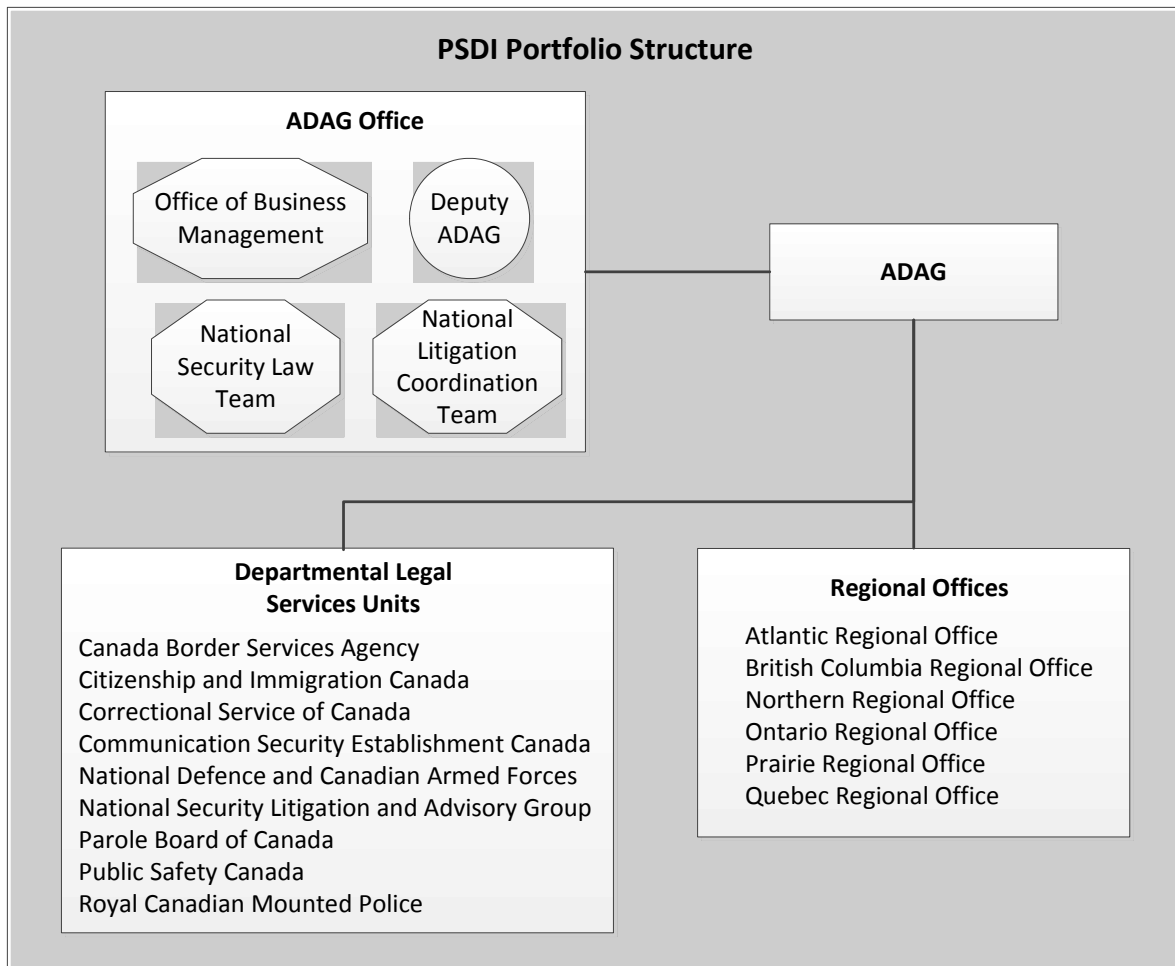 PSDI Portfolio Structure
ADAG Office
Office of Business
Management
Deputy
ADAG
National
Security Law
Team
National
Litigation
Coordination
Team
ADAG
Departmental Legal
Services Units
Canada Border Services Agency
Citizenship and Immigration Canada
Correctional Service of Canada
Communication Security Establishment Canada
National Defence and Canadian Armed Forces
National Security Litigation and Advisory Group
Parole Board of Canada
Public Safety Canada
Royal Canadian Mounted Police
Regional Offices
Atlantic Regional Office
British Columbia Regional Office
Northern Regional Office
Ontario Regional Office
Prairie Regional Office
Quebec Regional Office